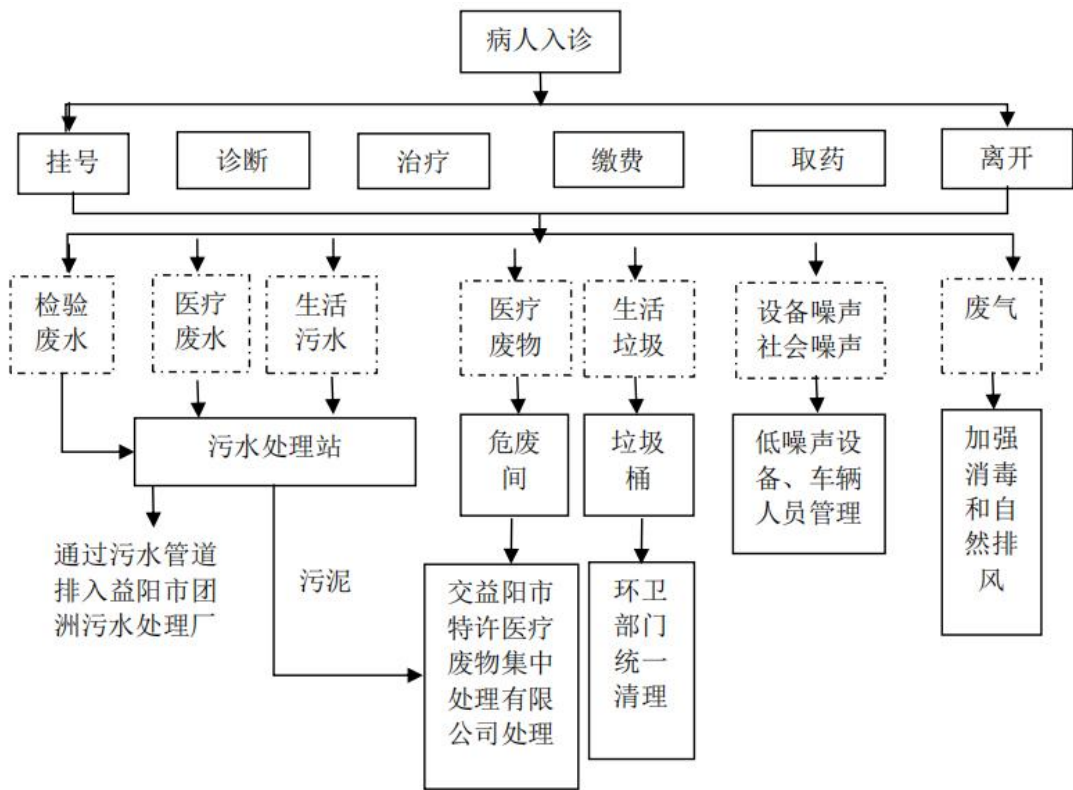 病人入诊
挂号
诊断
治疗
缴费
取药
离开
检验
废水
医疗
废水
生活
污水
医疗
废物
生活
垃圾
设备噪声
社会噪声
废气
污水处理站
危废
间
垃圾
桶
低噪声设
备、车辆
人员管理
加强
消毒
和自
然排
风
通过污水管道
排入益阳市团
洲污水处理厂
污泥
交益阳市
特许医疗
废物集中
处理有限
公司处理
环卫
部门
统一
清理